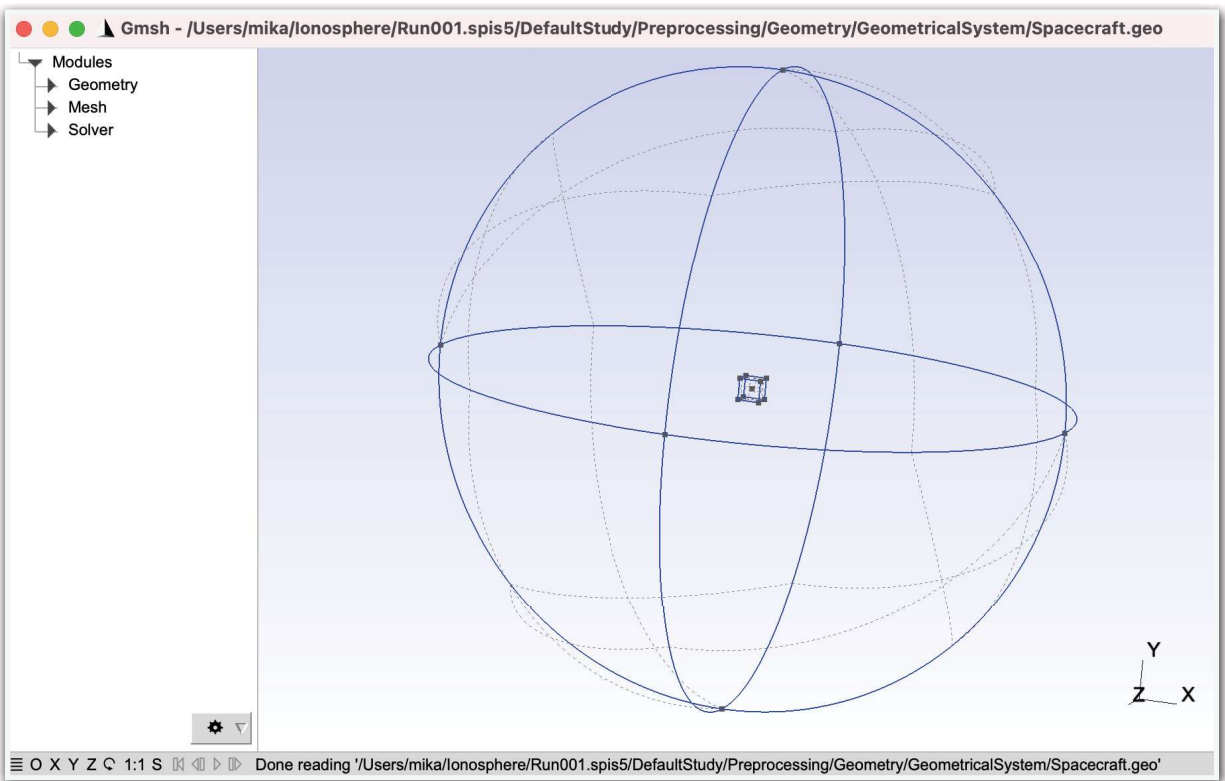 Gmsh - /Users/mika/Ionosphere/Run001.spis5/DefaultStudy/Preprocessing/Geometry/GeometricalSystem/Spacecraft.geo
Modules
Geometry
Mesh
Solver
Y
Z X
O X Y Z 1:1 S Done reading '/Users/mika/Ionosphere/Run001.spis5/DefaultStudy/Preprocessing/Geometry/GeometricalSystem/Spacecraft.geo'